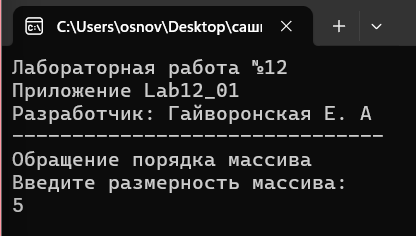 C:\Users\osnov\Desktop\саш
Лабораторная работа №12
Приложение Lab12_01
Разработчик: Гайворонская Е. А
-------------------------------
Обращение порядка массива
Введите размерность массива:
5